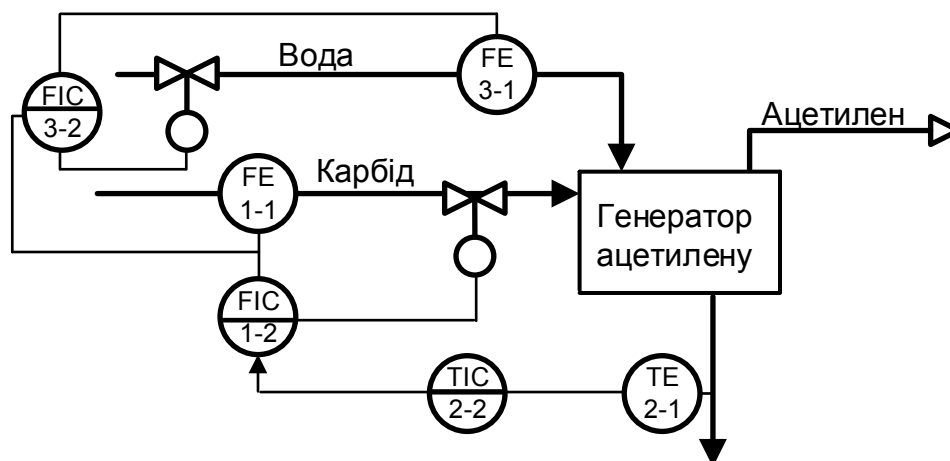 Вода
FE
3-1
FIC
3-2
Ацетилен
Карбід
FE
1-1
Генератор
ацетилену
FIC
1-2
TIC
2-2
TE
2-1